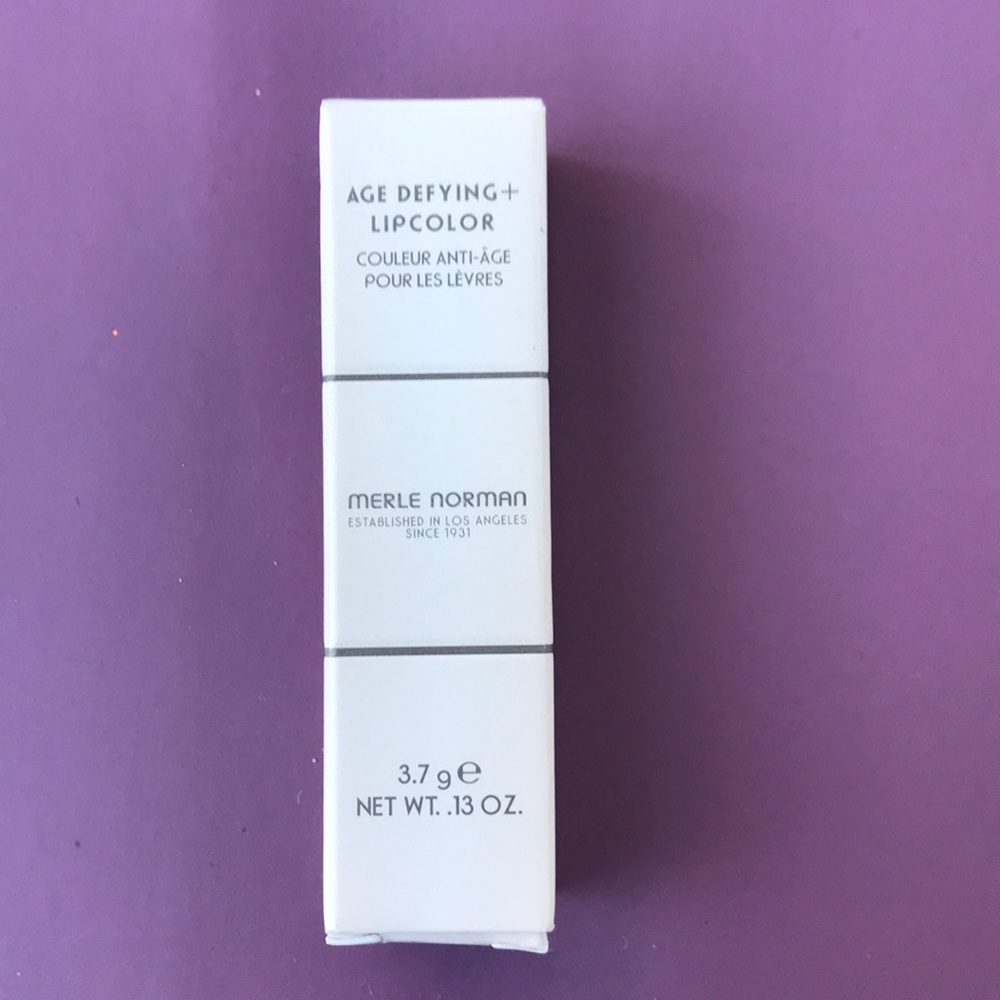 AGE DEFYING+
LIPCOLOR
COULEUR ANTI-ÂGE
POUR LES LÈVRES
MERLE NORMAN
ESTABLISHED IN LOS ANGELES
SINCE 1931
3.7 g ℮
NET WT. .13 OZ.